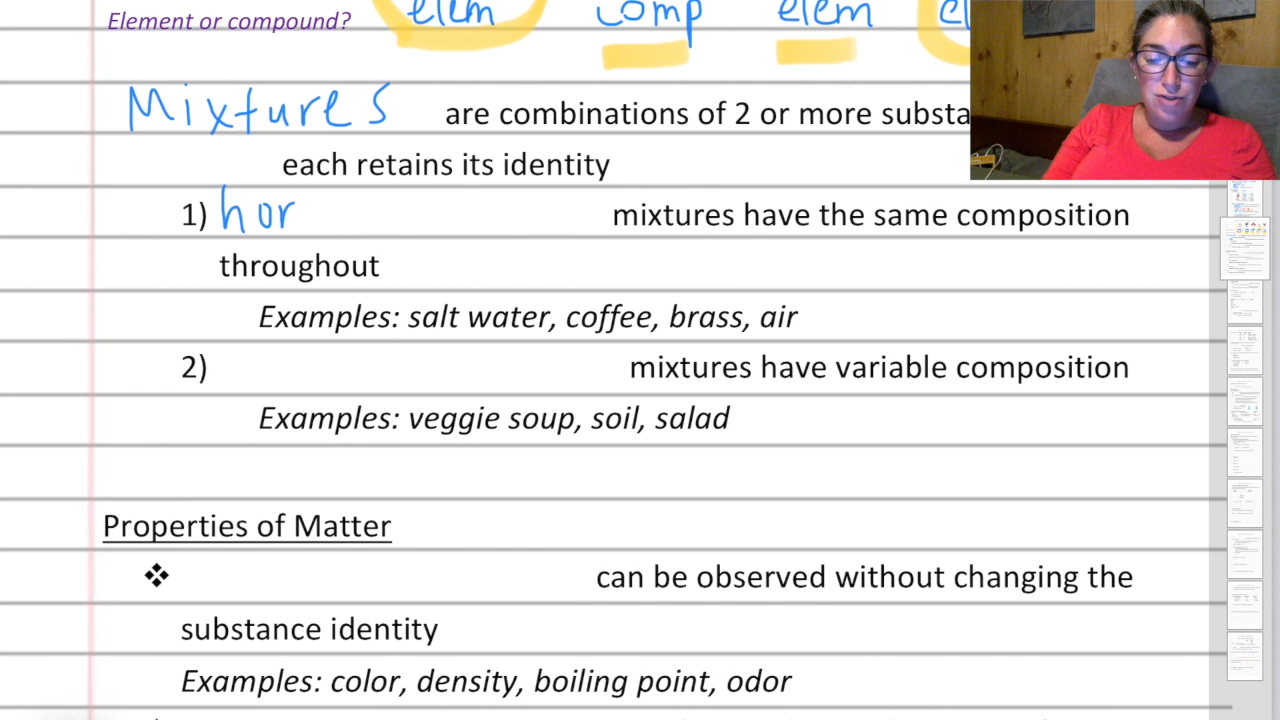 Element or compound? elem comp elem
Mixtures are combinations of 2 or more
each retains its identity
1) hor mixtures have the same composition
throughout
Examples: salt water, coffee, brass, air
2) mixtures have variable composition
Examples: veggie soup, soil, salad
Properties of Matter
❖ can be observed without changing the
substance identity
Examples: color, density, boiling point, odor